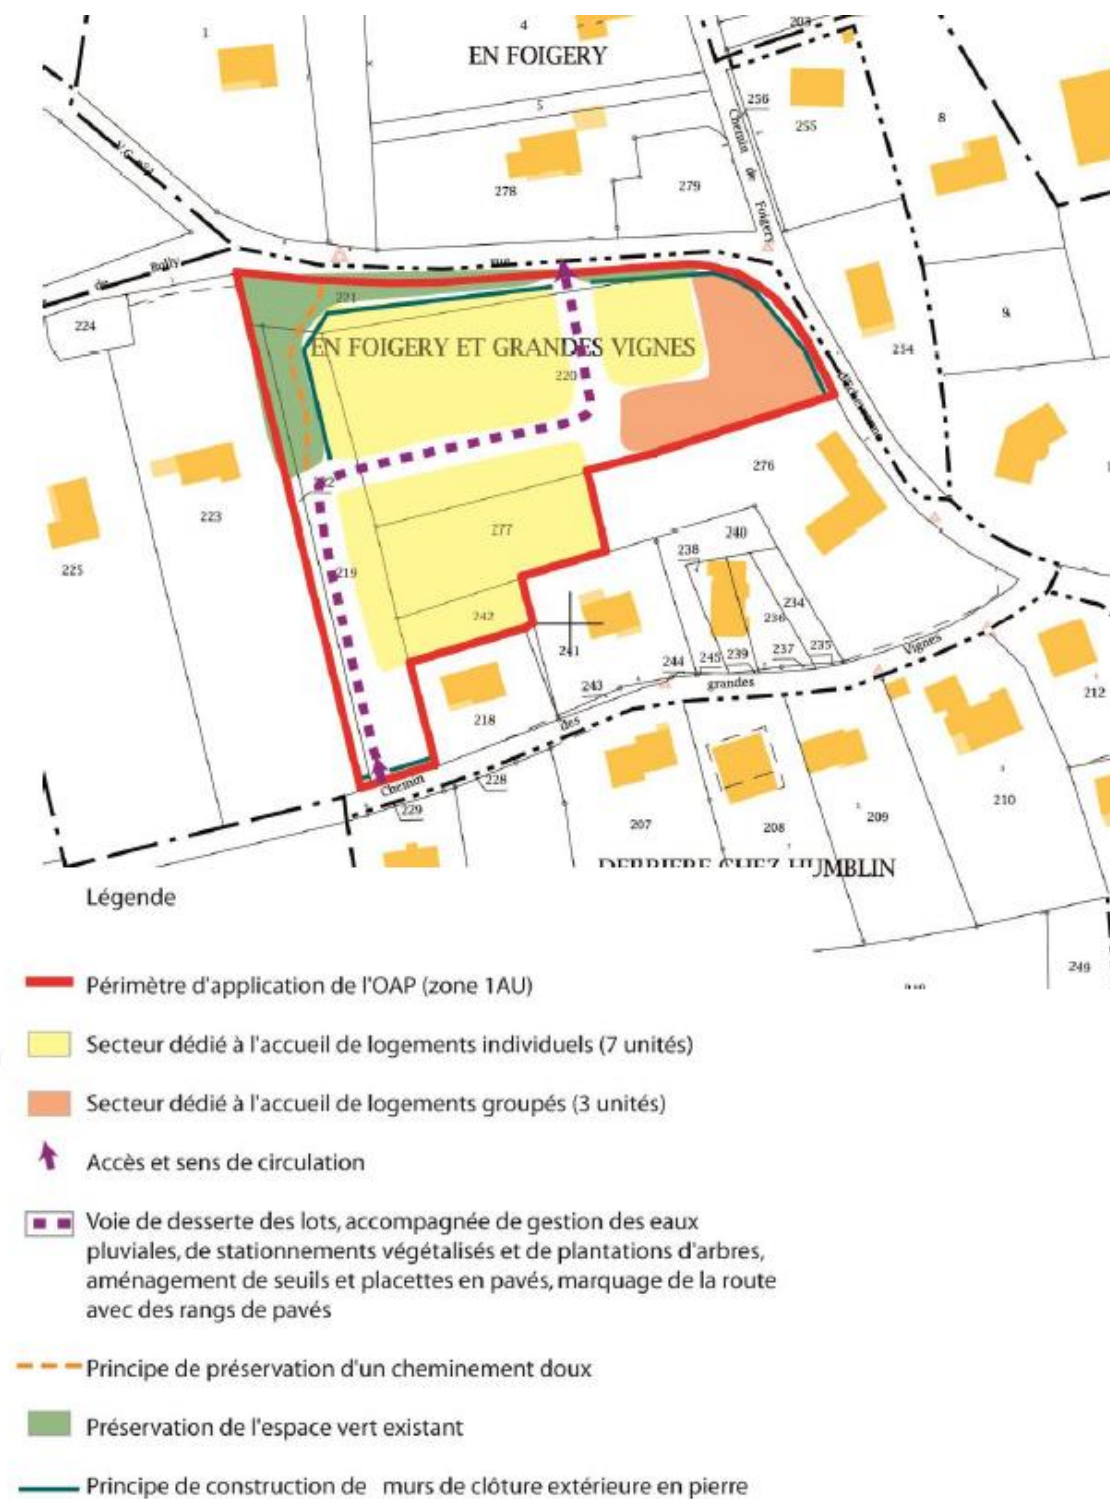 1
4
203
EN FOIGERY
5
256
255
8
Chemin de Foigery
278
279
de Rully
rue
221
224
9
254
EN FOIGERY ET GRANDES VIGNES
220
d'Echevronne
276
223
277
225
240
238
219
234
242
236
241
244
245
239
237
235
Vignes
grandes
243
218
des
212
Chemin
228
229
207
208
209
210
DERRIERE CHEZ HUMBLIN
249
Légende
Périmètre d'application de l'OAP (zone 1AU)
Secteur dédié à l'accueil de logements individuels (7 unités)
Secteur dédié à l'accueil de logements groupés (3 unités)
Accès et sens de circulation
Voie de desserte des lots, accompagnée de gestion des eaux
pluviales, de stationnements végétalisés et de plantations d'arbres,
aménagement de seuils et placettes en pavés, marquage de la route
avec des rangs de pavés
Principe de préservation d'un cheminement doux
Préservation de l'espace vert existant
Principe de construction de murs de clôture extérieure en pierre